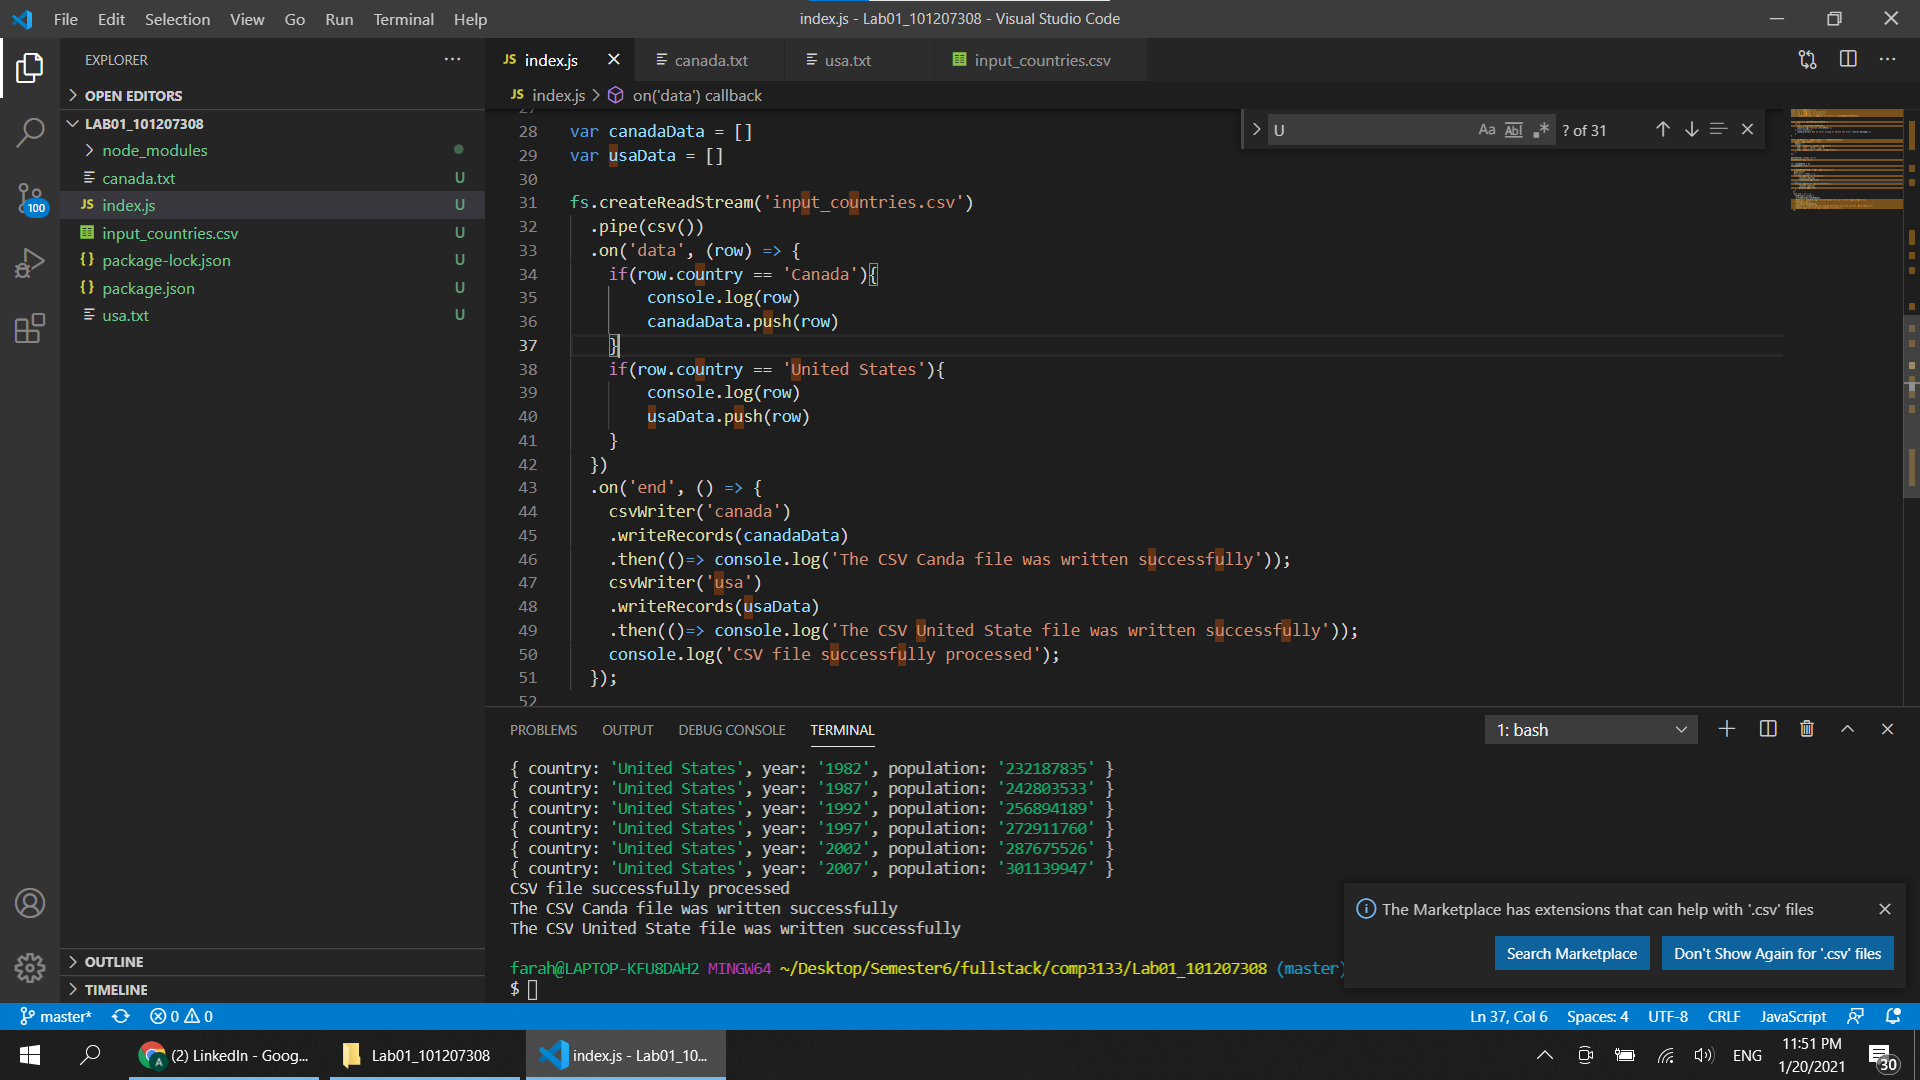 File Edit Selection View Go Run Terminal Help
index.js - Lab01_101207308 - Visual Studio Code
EXPLORER
OPEN EDITORS
LAB01_101207308
node_modules
canada.txt U
JS index.js U
input_countries.csv U
{} package-lock.json U
{} package.json U
usa.txt U
100
OUTLINE
TIMELINE
JS index.js
canada.txt
usa.txt
input_countries.csv
JS index.js > on('data') callback
U
Aa Abl .* ? of 31
28 var canadaData = []
29 var usaData = []
30
31 fs.createReadStream('input_countries.csv')
32 .pipe(csv())
33 .on('data', (row) => {
34 if(row.country == 'Canada'){
35 console.log(row)
36 canadaData.push(row)
37 }
38 if(row.country == 'United States'){
39 console.log(row)
40 usaData.push(row)
41 }
42 })
43 .on('end', () => {
44 csvWriter('canada')
45 .writeRecords(canadaData)
46 .then(()=> console.log('The CSV Canda file was written successfully'));
47 csvWriter('usa')
48 .writeRecords(usaData)
49 .then(()=> console.log('The CSV United State file was written successfully'));
50 console.log('CSV file successfully processed');
51 });
52
PROBLEMS OUTPUT DEBUG CONSOLE TERMINAL
1: bash
{ country: 'United States', year: '1982', population: '232187835' }
{ country: 'United States', year: '1987', population: '242803533' }
{ country: 'United States', year: '1992', population: '256894189' }
{ country: 'United States', year: '1997', population: '272911760' }
{ country: 'United States', year: '2002', population: '287675526' }
{ country: 'United States', year: '2007', population: '301139947' }
CSV file successfully processed
The CSV Canda file was written successfully
The CSV United State file was written successfully
farah@LAPTOP-KFU8DAH2 MINGW64 ~/Desktop/Semester6/fullstack/comp3133/Lab01_101207308 (master)
$
The Marketplace has extensions that can help with '.csv' files
Search Marketplace
Don't Show Again for '.csv' files
master* 0 0
Ln 37, Col 6 Spaces: 4 UTF-8 CRLF JavaScript
A (2) LinkedIn - Goog...
Lab01_101207308
index.js - Lab01_10...
ENG
11:51 PM
1/20/2021
30